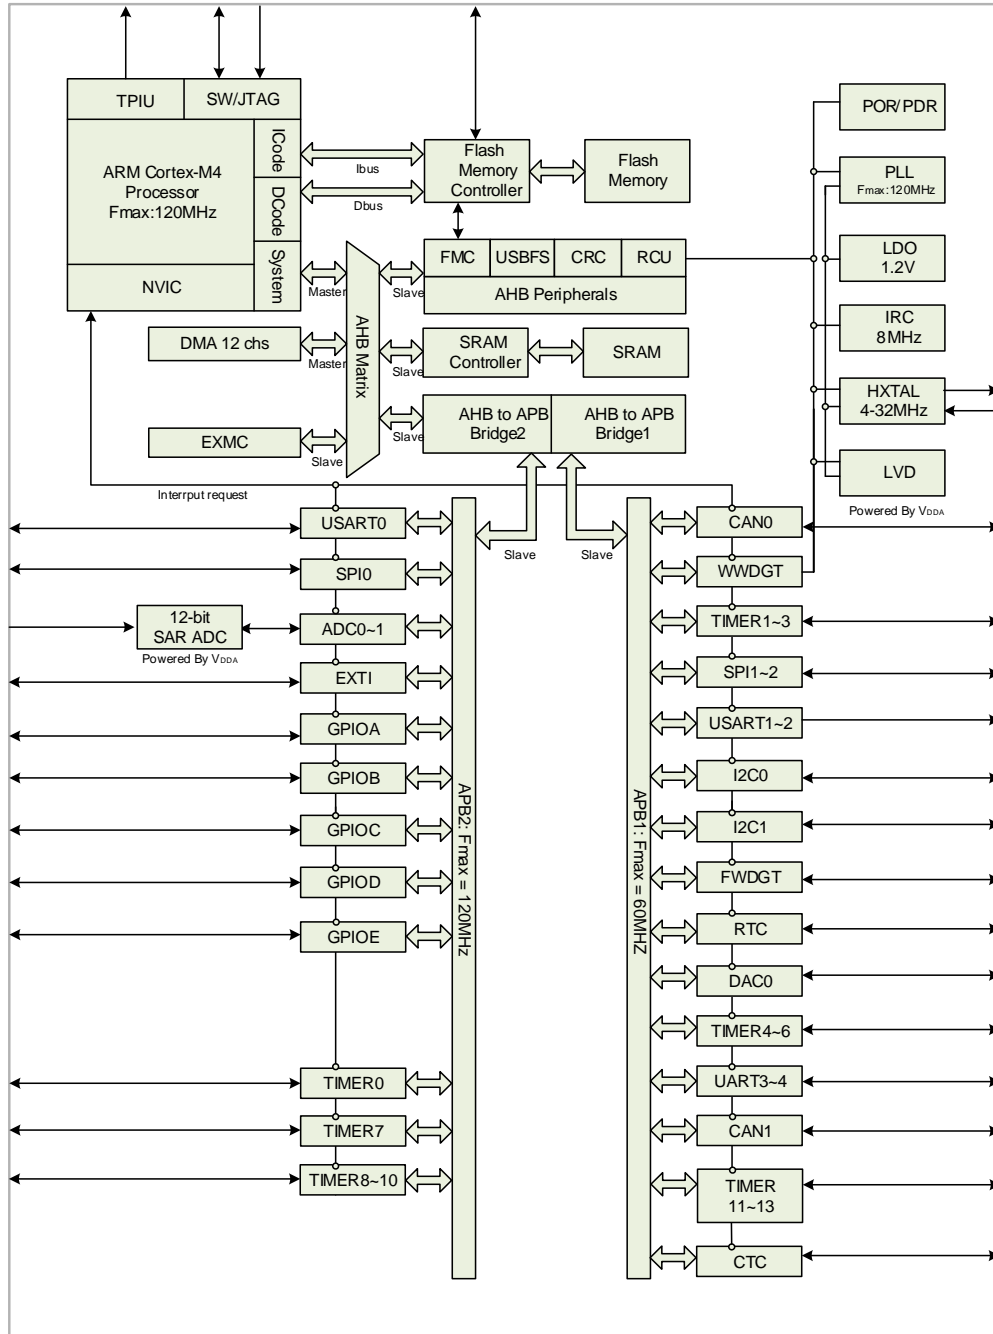 TPIU
SW/JTAG
POR/PDR
ARM Cortex-M4
Processor
Fmax:120MHz
ICode
DCode
System
NVIC
Ibus
Dbus
Flash
Memory
Controller
Flash
Memory
PLL
Fmax:120MHz
LDO
1.2V
FMC
USBFS
CRC
RCU
AHB Peripherals
Master
Slave
AHB Matrix
IRC
8MHz
DMA 12 chs
Master
Slave
SRAM
Controller
SRAM
HXTAL
4-32MHz
EXMC
Slave
Slave
AHB to APB
Bridge2
AHB to APB
Bridge1
LVD
Powered By VDDA
Interrput request
Slave
Slave
USART0
SPI0
12-bit
SAR ADC
Powered By VDDA
ADC0~1
EXTI
GPIOA
GPIOB
GPIOC
GPIOD
GPIOE
TIMER0
TIMER7
TIMER8~10
APB2: Fmax = 120MHz
APB1: Fmax = 60MHZ
CAN0
WWDGT
TIMER1~3
SPI1~2
USART1~2
I2C0
I2C1
FWDGT
RTC
DAC0
TIMER4~6
UART3~4
CAN1
TIMER
11~13
CTC